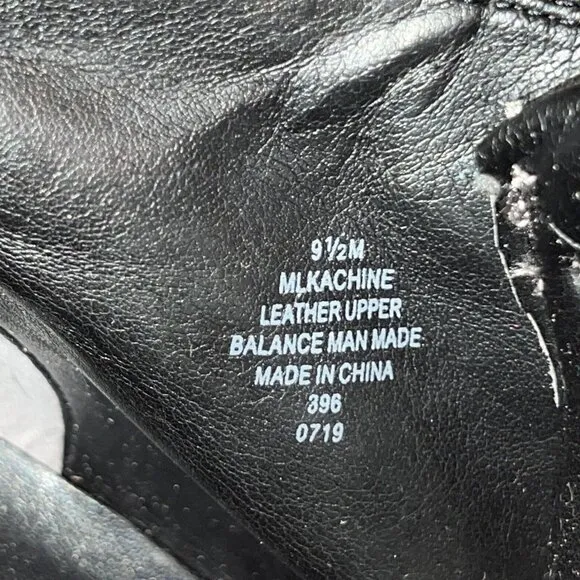 9½M
MLKACHINE
LEATHER UPPER
BALANCE MAN MADE
MADE IN CHINA
396
0719